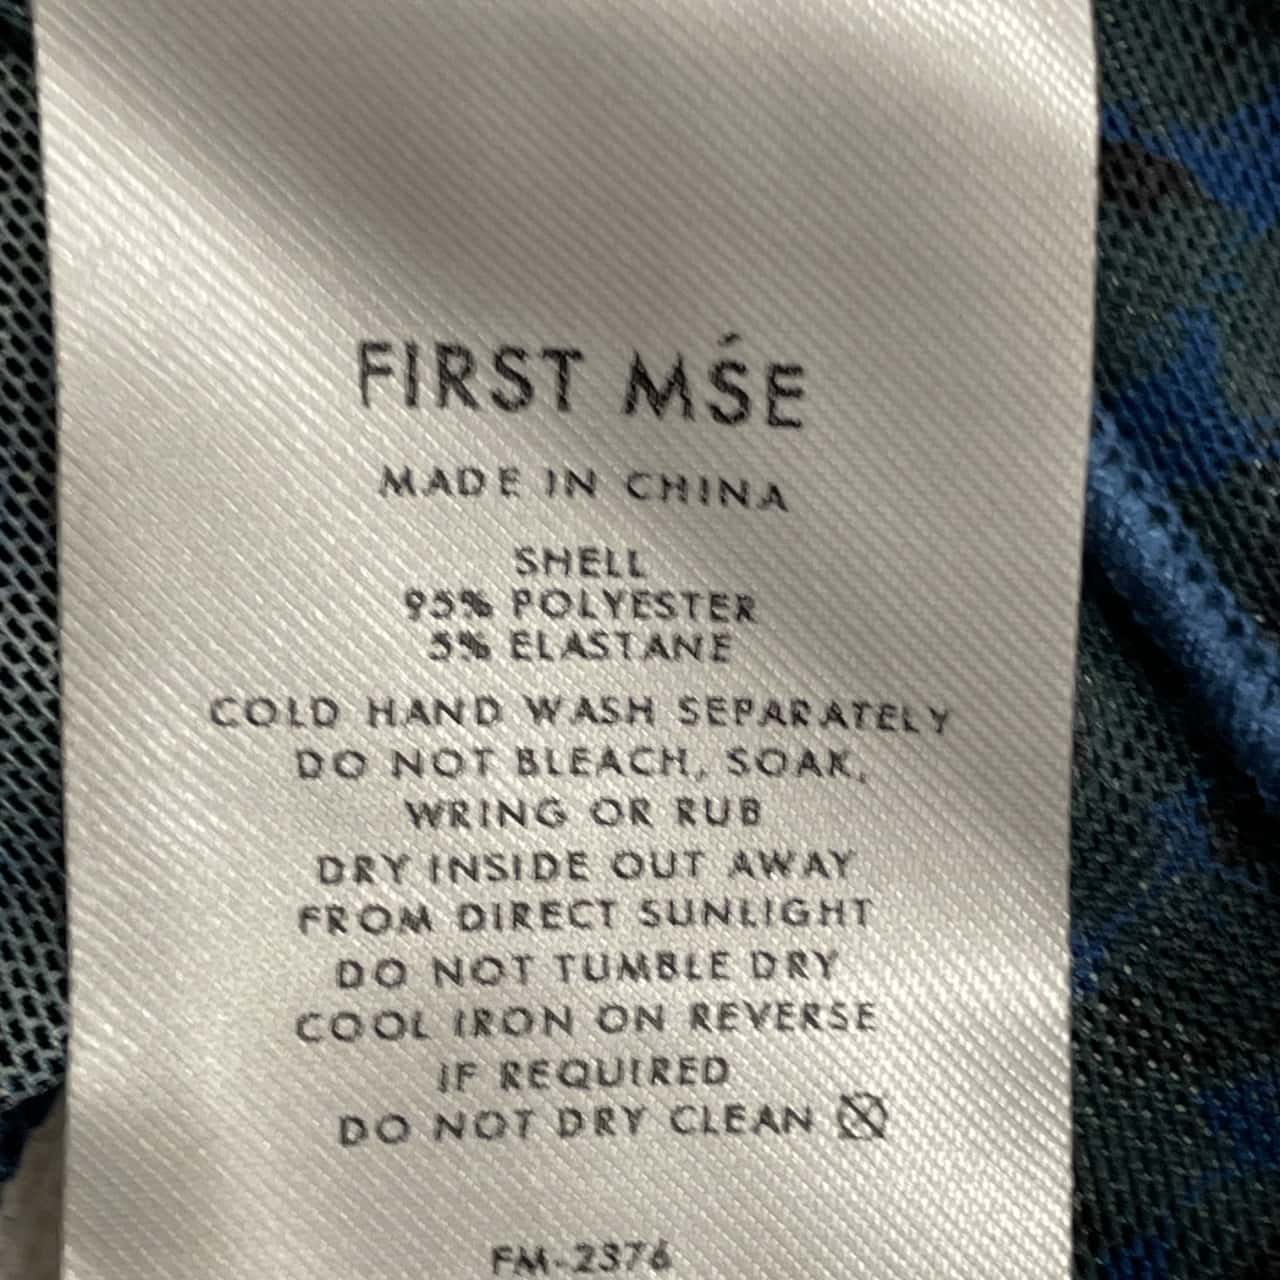 FIRST MŚE
MADE IN CHINA
SHELL
95% POLYESTER
5% ELASTANE
COLD HAND WASH SEPARATELY
DO NOT BLEACH, SOAK,
WRING OR RUB
DRY INSIDE OUT AWAY
FROM DIRECT SUNLIGHT
DO NOT TUMBLE DRY
COOL IRON ON REVERSE
IF REQUIRED
DO NOT DRY CLEAN
FM-2376